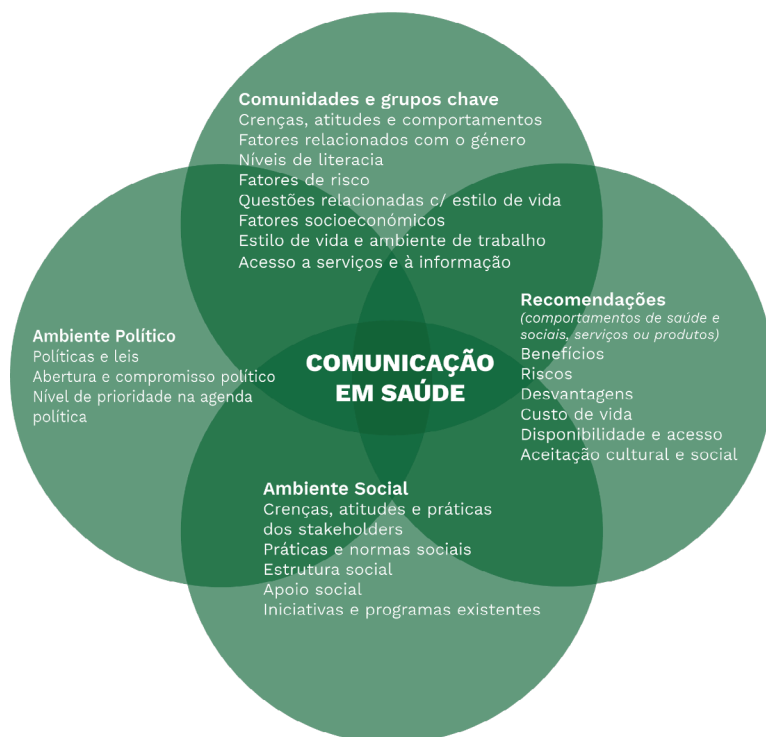 Comunidades e grupos chave
Crenças, atitudes e comportamentos
Fatores relacionados com o género
Níveis de literacia
Fatores de risco
Questões relacionadas c/ estilo de vida
Fatores socioeconómicos
Estilo de vida e ambiente de trabalho
Acesso a serviços e à informação
Ambiente Político
Políticas e leis
Abertura e compromisso político
Nível de prioridade na agenda
política
COMUNICAÇÃO
EM SAÚDE
Recomendações
(comportamentos de saúde e
sociais, serviços ou produtos)
Benefícios
Riscos
Desvantagens
Custo de vida
Disponibilidade e acesso
Aceitação cultural e social
Ambiente Social
Crenças, atitudes e práticas
dos stakeholders
Práticas e normas sociais
Estrutura social
Apoio social
Iniciativas e programas existentes